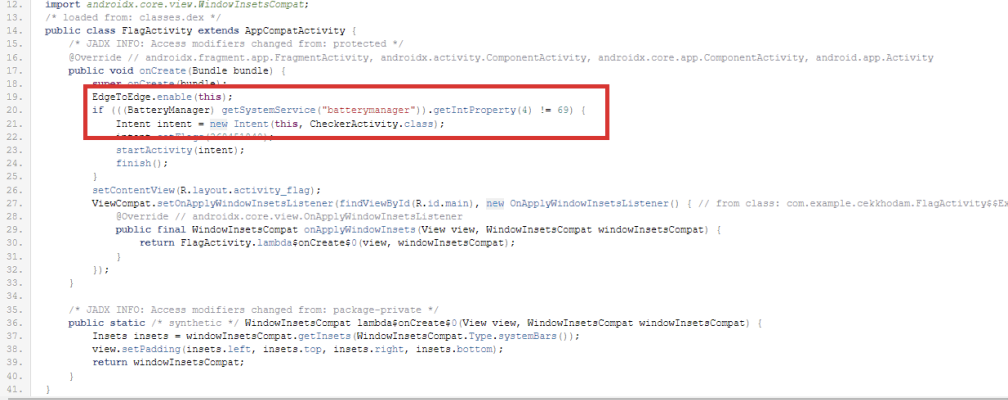 12. import androidx.core.view.WindowInsetsCompat;
13. /* loaded from: classes.dex */
14. public class FlagActivity extends AppCompatActivity {
15.     /* JADX INFO: Access modifiers changed from: protected */
16.     @Override // androidx.fragment.app.FragmentActivity, androidx.activity.ComponentActivity, androidx.core.app.ComponentActivity, android.app.Activity
17.     public void onCreate(Bundle bundle) {
18.         super.onCreate(bundle);
19.         EdgeToEdge.enable(this);
20.         if (((BatteryManager) getSystemService("batterymanager")).getIntProperty(4) != 69) {
21.             Intent intent = new Intent(this, CheckerActivity.class);
22.
23.             startActivity(intent);
24.             finish();
25.         }
26.         setContentView(R.layout.activity_flag);
27.         ViewCompat.setOnApplyWindowInsetsListener(findViewById(R.id.main), new OnApplyWindowInsetsListener() { // from class: com.example.cekkhodam.FlagActivity$$Ex
28.             @Override // androidx.core.view.OnApplyWindowInsetsListener
29.             public final WindowInsetsCompat onApplyWindowInsets(View view, WindowInsetsCompat windowInsetsCompat) {
30.                 return FlagActivity.lambda$onCreate$0(view, windowInsetsCompat);
31.             }
32.         });
33.     }
34.
35.     /* JADX INFO: Access modifiers changed from: package-private */
36.     public static /* synthetic */ WindowInsetsCompat lambda$onCreate$0(View view, WindowInsetsCompat windowInsetsCompat) {
37.         Insets insets = windowInsetsCompat.getInsets(WindowInsetsCompat.Type.systemBars());
38.         view.setPadding(insets.left, insets.top, insets.right, insets.bottom);
39.         return windowInsetsCompat;
40.     }
41. }